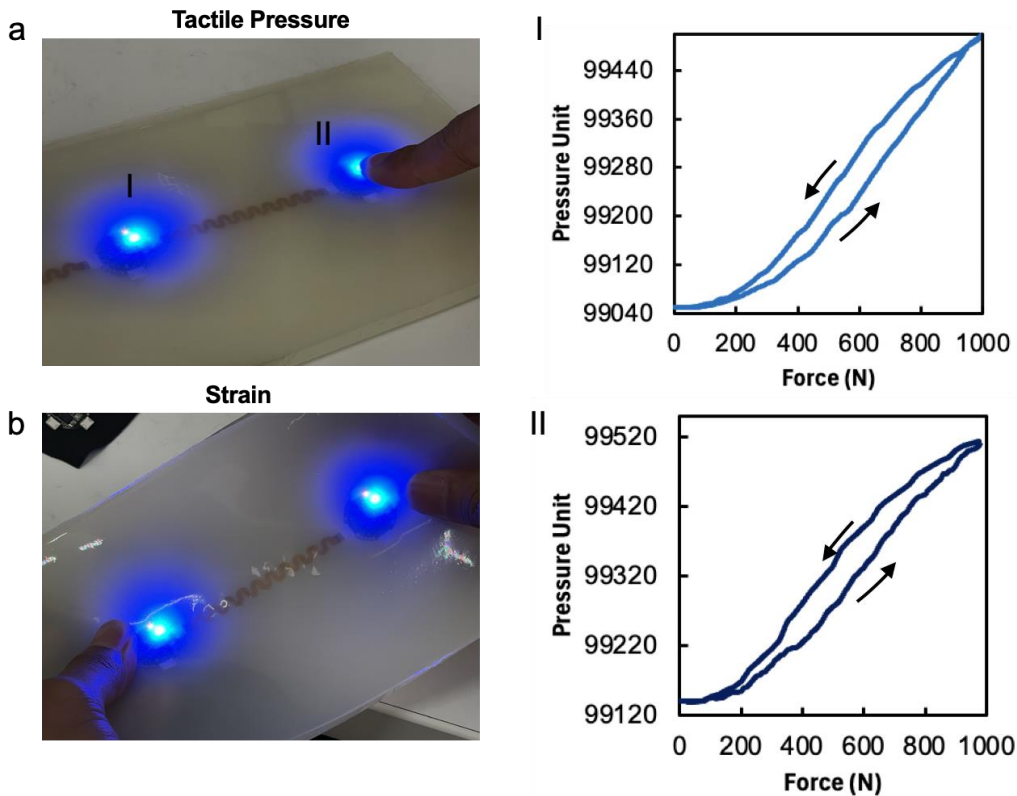 a
Tactile Pressure
I
II
b
Strain
I
Pressure Unit
99440
99360
99280
99200
99120
99040
0 200 400 600 800 1000
Force (N)
II
Pressure Unit
99520
99420
99320
99220
99120
0 200 400 600 800 1000
Force (N)